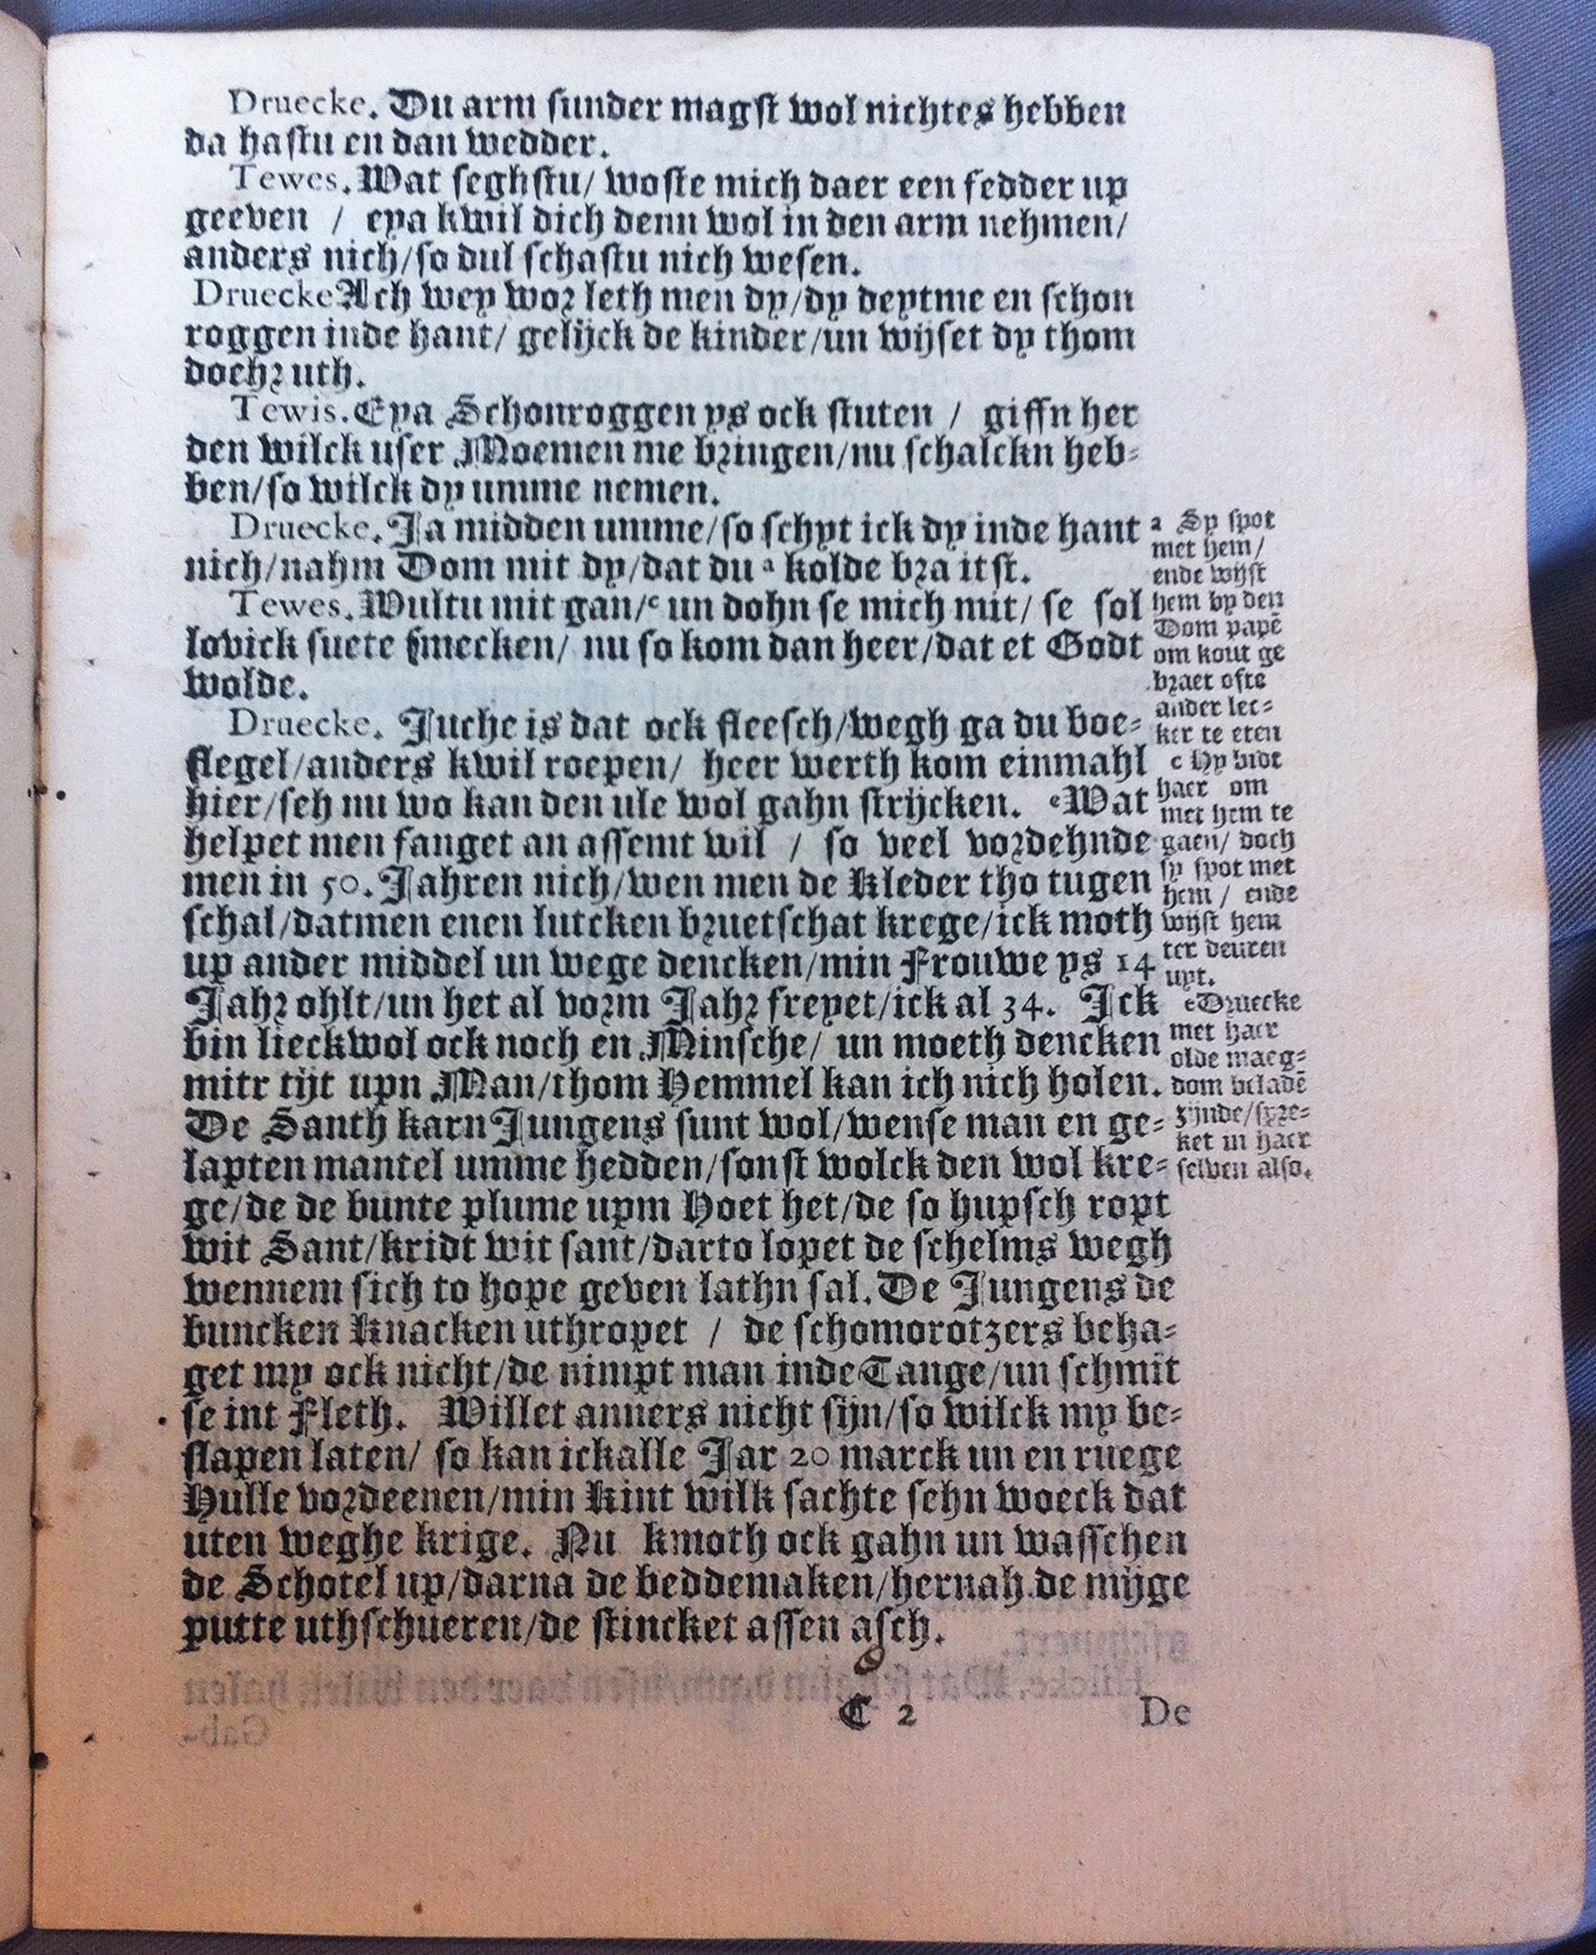 Druecke. Du arm sunder magst wol nichtes hebben
da hastu en dan wedder.
Tewes. Wat seghstu/ woste mich daer een fedder up
geeven / eya kwil dich denn wol in den arm nehmen/
anders nich/so dul schastu nich wesen.
Druecke Ach wey wor leth men dy/dy deytme en schon
roggen inde hant/ gelijck de kinder/un wijset dy thom
dochr uth.
Tewis. Eya Schonroggen ys ock stuten / giffn her
den wilck user Moemen me bringen/nu schalckn heb-
ben/so wilck dy umme nemen.
Druecke. Ja midden umme/so schyt ick dy inde hant
nich/nahm Dom mit dy/dat du a kolde bra itst.
Tewes. Wultu mit gan/c un dohn se mich mit/ se sol
lovick suete smecken/ nu so kom dan heer/dat et Godt
wolde.
Druecke. Juche is dat ock fleesch/wegh ga du boe-
flegel/anders kwil roepen/ heer werth kom einmahl
hier/seh nu wo kan den ule wol gahn strijcken. e Wat
helpet men fanget an assemt wil / so veel vordehnde
men in 50. Jahren nich/wen men de Kleder tho tugen
schal/datmen enen lutcken bruetschat krege/ick moth
up ander middel un wege dencken/min Frouwe ys 14
Jahr ohlt/un het al vorm Jahr freyet/ick al 34. Ick
bin lieckwol ock noch en Minsche/ un moeth dencken
mitr tijt upn Man/thom Hemmel kan ich nich holen.
De Santh karn Jungens sunt wol/wense man en ge-
lapten mantel umme hedden/sonst wolck den wol kre-
ge/de de bunte plume upm Hoet het/de so hupsch ropt
wit Sant/kridt wit sant/darto lopet de schelms wegh
wennem sich to hope geven lathn sal. De Jungens de
buncken Knacken uthropet / de schomorotzers beha-
get my ock nicht/de nimpt man inde Tange/un schmit
se int Fleth. Willet anners nicht sijn/so wilck my be-
slapen laten/ so kan ickalle Jar 20 marck un en ruege
Hulle vordeenen/min Kint wilk sachte sehn woeck dat
uten weghe krige. Nu kmoth ock gahn un wasschen
de Schotel up/darna de beddemaken/hernah de mijge
putte uthschueren/de stincket assen asch.
a Sy spot
met hem/
ende wijst
hem by den
Dom papē
om kout ge
braet ofte
ander lec-
ker te eten
c Hy bidt
haer om
met hem te
gaen/ doch
sy spot met
hem / ende
wijst hem
ter deuren
uyt.
e Druecke
met haer
olde maeg-
dom beladē
zijnde/spre-
ket in haer
selven also.
C 2
De